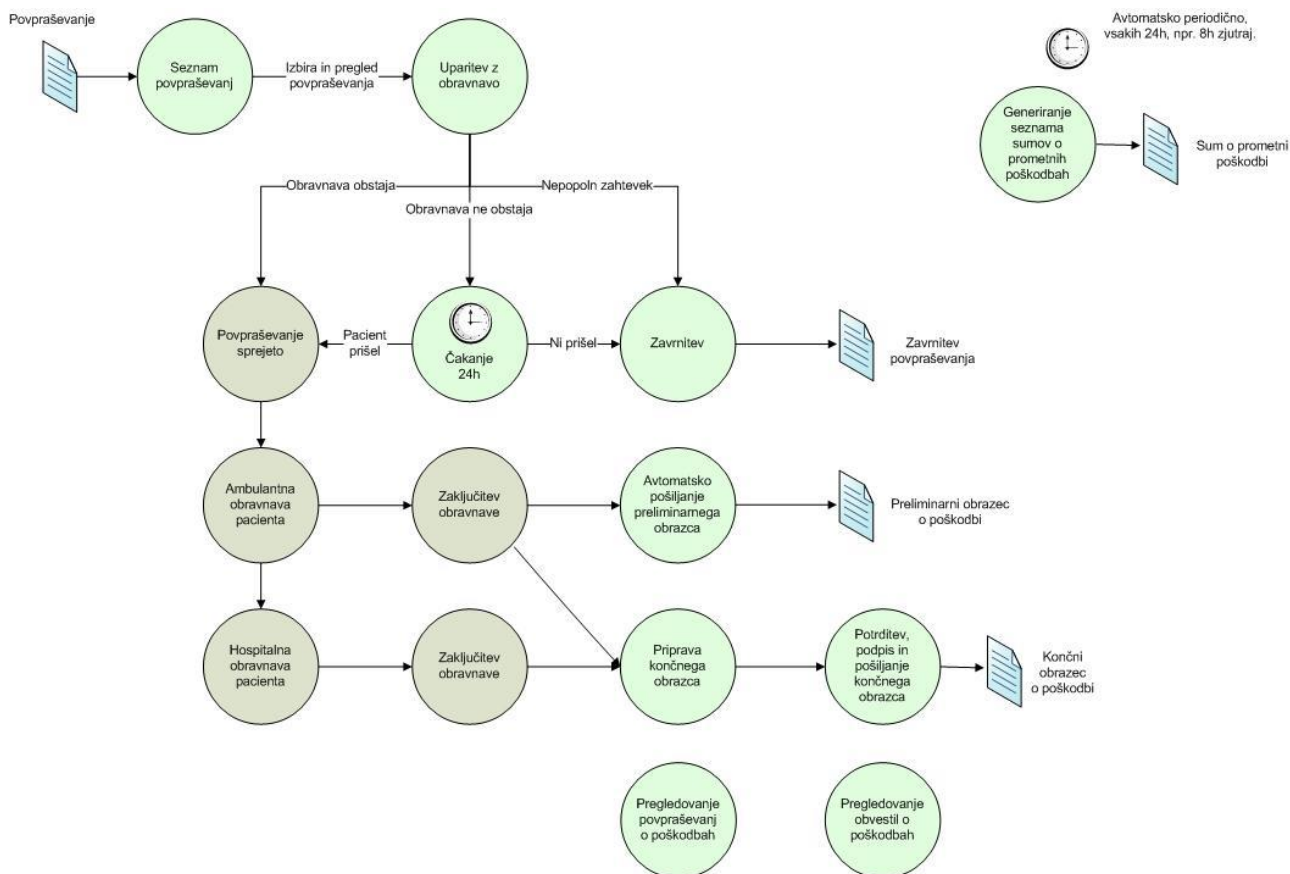 Povpraševanje
Seznam
povpraševanj
Izbira in pregled
povpraševanja
Uparitev z
obravnavo
Avtomatsko periodično,
vsakih 24h, npr. 8h zjutraj.
Generiranje
seznama
sumov o
prometnih
poškodbah
Sum o prometni
poškodbi
Obravnava obstaja
Nepopoln zahtevek
Obravnava ne obstaja
Povpraševanje
sprejeto
Pacient
prišel
Čakanje
24h
Ni prišel
Zavrnitev
Zavrnitev
povpraševanja
Ambulantna
obravnava
pacienta
Zaključitev
obravnave
Avtomatsko
pošiljanje
preliminarnega
obrazca
Preliminarni obrazec
o poškodbi
Hospitalna
obravnava
pacienta
Zaključitev
obravnave
Priprava
končnega
obrazca
Potrditev,
podpis in
pošiljanje
končnega
obrazca
Končni
obrazec
o poškodbi
Pregledovanje
povpraševanj
o poškodbah
Pregledovanje
obvestil o
poškodbah